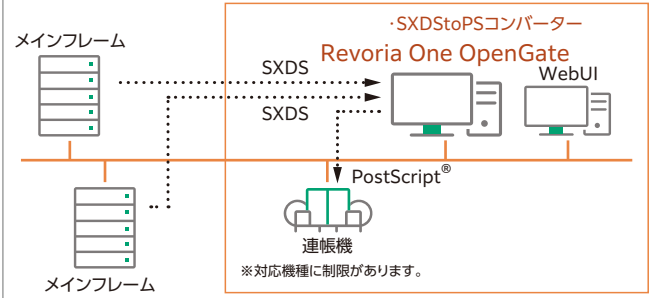 ・SXDStoPSコンバーター
メインフレーム
Revoria One OpenGate
SXDS
WebUI
SXDS
PostScript®
連帳機
※対応機種に制限があります。
メインフレーム